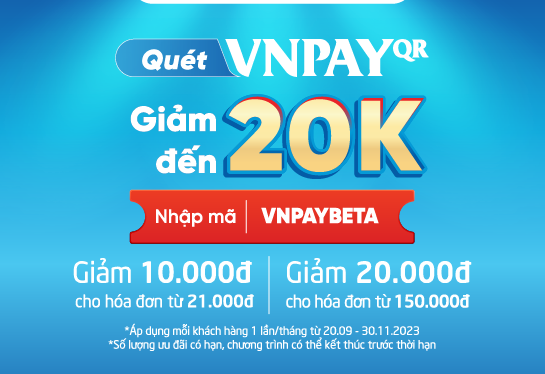 Quét VNPAYQR
Giảm
đến 20K
Nhập mã VNPAYBETA
Giảm 10.000đ
cho hóa đơn từ 21.000đ
Giảm 20.000đ
cho hóa đơn từ 150.000đ
*Áp dụng mỗi khách hàng 1 lần/tháng từ 20.09 - 30.11.2023
*Số lượng ưu đãi có hạn, chương trình có thể kết thúc trước thời hạn